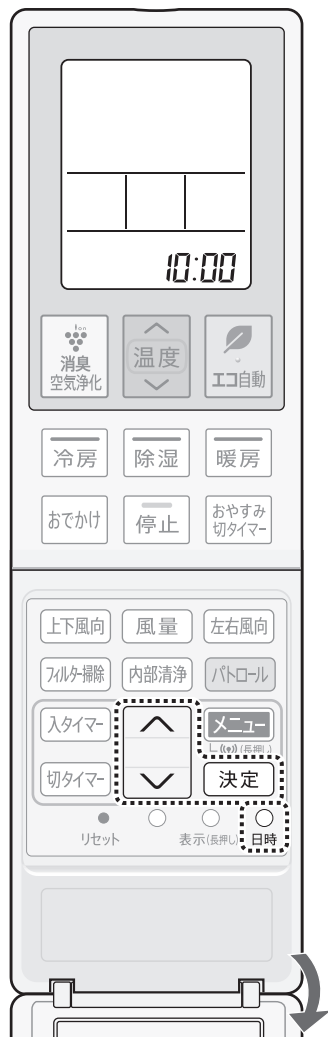 10:00
ion
消臭
空気浄化
温度
エコ自動
冷房
除湿
暖房
おでかけ
停止
おやすみ
切タイマー
上下風向
風量
左右風向
フィルター掃除
内部清浄
パトロール
入タイマー
メニュー
(長押し)
切タイマー
決定
リセット
表示(長押し)
日時